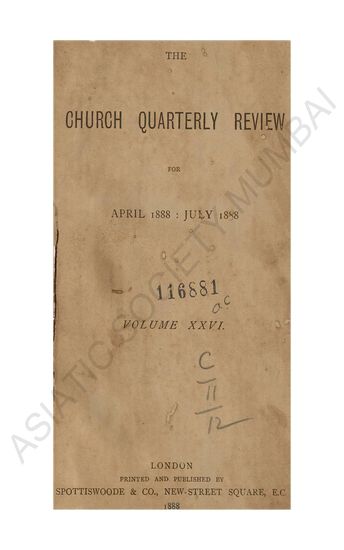 THE
CHURCH QUARTERLY REVIEW
FOR
APRIL 1888 : JULY 1888
116881
ac
VOLUME XXVI.
C
11
12
LONDON
PRINTED AND PUBLISHED BY
SPOTTISWOODE & CO., NEW-STREET SQUARE, E.C.
1888
ASIATIC SOCIETY MUMBAI